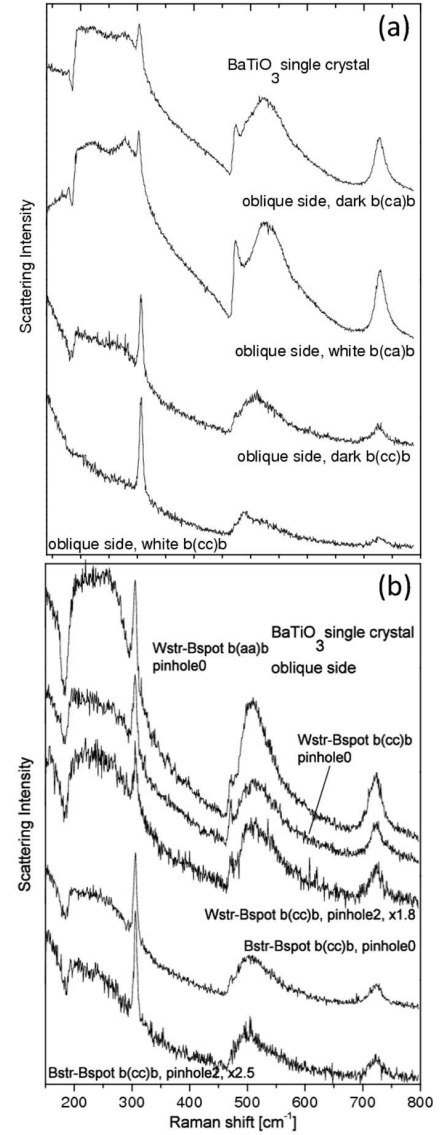 (a)
BaTiO3 single crystal
oblique side, dark b(ca)b
oblique side, white b(ca)b
oblique side, dark b(cc)b
oblique side, white b(cc)b
Scattering Intensity
(b)
Wstr-Bspot b(aa)b
pinhole0
BaTiO3 single crystal
oblique side
Wstr-Bspot b(cc)b
pinhole0
Wstr-Bspot b(cc)b, pinhole2, x1.8
Bstr-Bspot b(cc)b, pinhole0
Bstr-Bspot b(cc)b, pinhole2, x2.5
Scattering Intensity
200 300 400 500 600 700 800
Raman shift [cm-1]